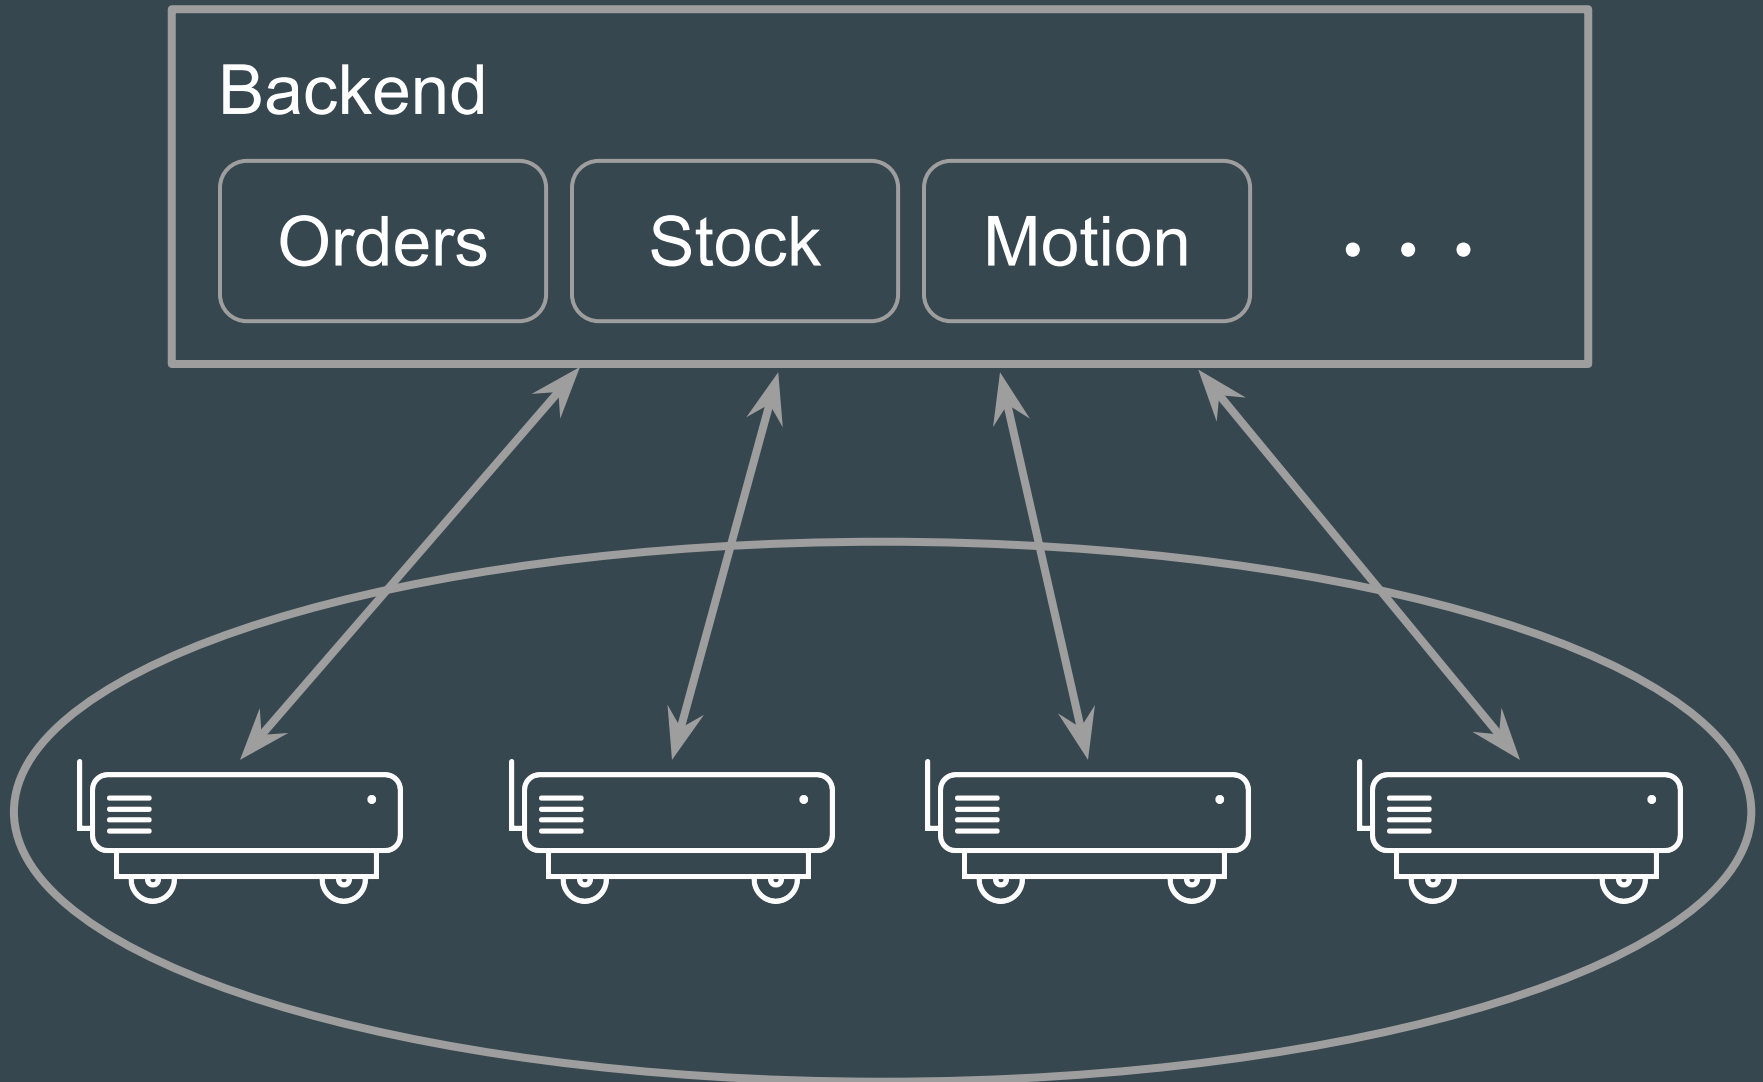 Backend
Orders Stock Motion . . .